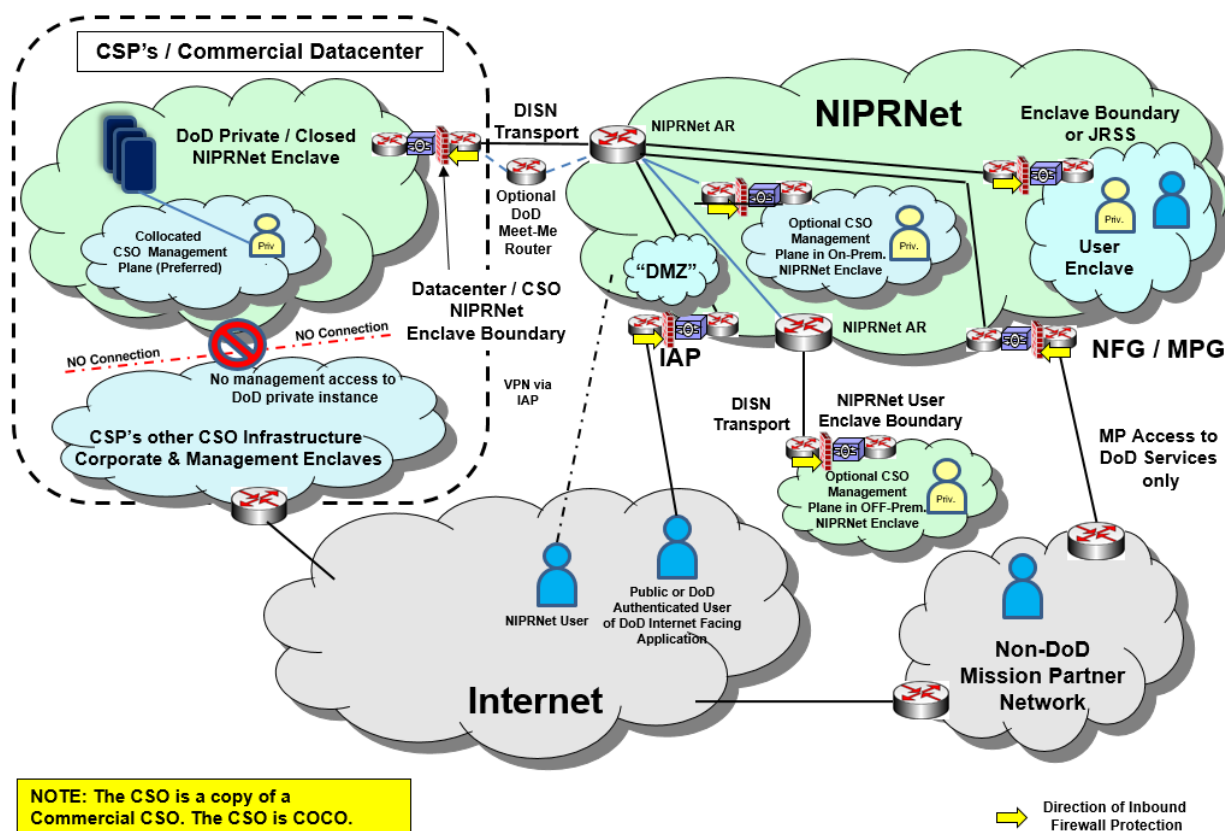 CSP's / Commercial Datacenter
DoD Private / Closed
NIPRNet Enclave
Collocated
CSO Management
Plane (Preferred)
Priv
DISN
Transport
Optional
DoD
Meet-Me
Router
Datacenter / CSO
NIPRNet
Enclave Boundary
NO Connection
NO Connection
No management access to
DoD private instance
CSP's other CSO Infrastructure
Corporate & Management Enclaves
VPN via
IAP
NIPRNet AR
NIPRNet
Enclave Boundary
or JRSS
Priv.
User
Enclave
Optional CSO
Management
Plane in On-Prem.
NIPRNet Enclave
Priv.
"DMZ"
IAP
NIPRNet AR
NFG / MPG
DISN
Transport
NIPRNet User
Enclave Boundary
Optional CSO
Management
Plane in OFF-Prem.
NIPRNet Enclave
Priv.
MP Access to
DoD Services
only
NIPRNet User
Public or DoD
Authenticated User
of DoD Internet Facing
Application
Internet
Non-DoD
Mission Partner
Network
NOTE: The CSO is a copy of a
Commercial CSO. The CSO is COCO.
Direction of Inbound
Firewall Protection